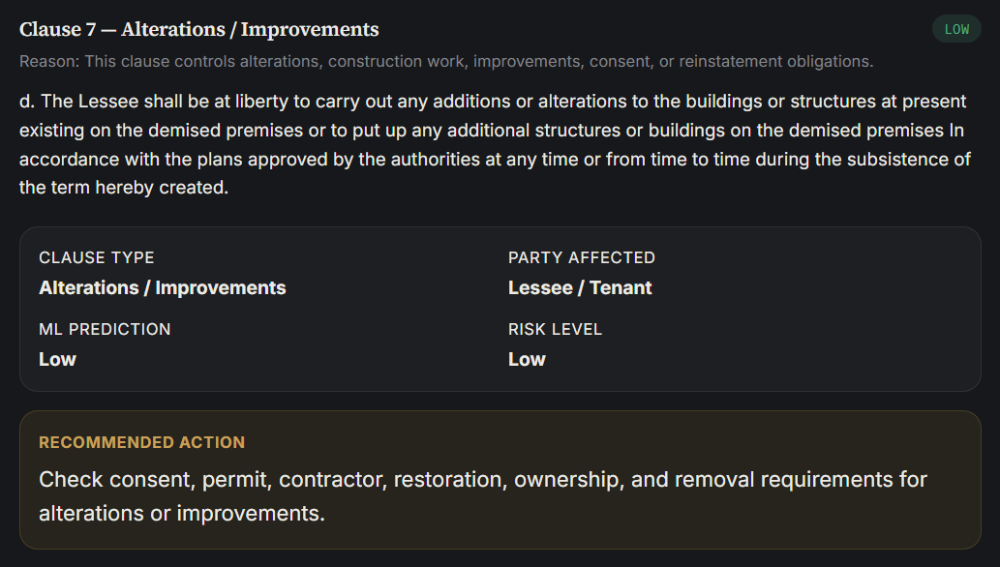 Clause 7 — Alterations / Improvements
LOW
Reason: This clause controls alterations, construction work, improvements, consent, or reinstatement obligations.
d. The Lessee shall be at liberty to carry out any additions or alterations to the buildings or structures at present
existing on the demised premises or to put up any additional structures or buildings on the demised premises In
accordance with the plans approved by the authorities at any time or from time to time during the subsistence of
the term hereby created.
CLAUSE TYPE
Alterations / Improvements
PARTY AFFECTED
Lessee / Tenant
ML PREDICTION
Low
RISK LEVEL
Low
RECOMMENDED ACTION
Check consent, permit, contractor, restoration, ownership, and removal requirements for
alterations or improvements.